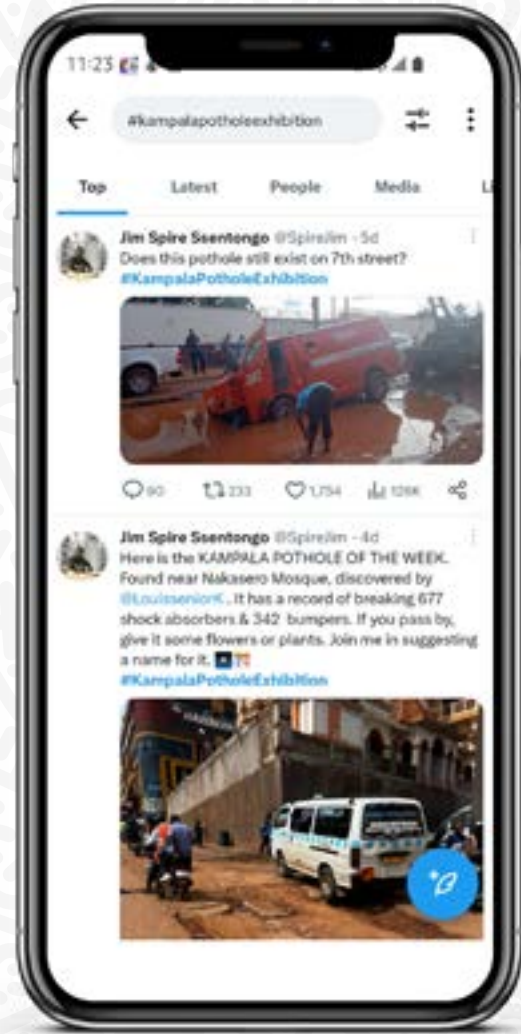 11:23
#kampalapotholeexhibition
Top Latest People Media Li
Jim Spire Ssentongo @SpireJim · 5d
Does this pothole still exist on 7th street?
#KampalaPotholeExhibition
60 233 1,754 126K
Jim Spire Ssentongo @SpireJim · 4d
Here is the KAMPALA POTHOLE OF THE WEEK.
Found near Nakasero Mosque, discovered by
@LouisseniorK. It has a record of breaking 677
shock absorbers & 342 bumpers. If you pass by,
give it some flowers or plants. Join me in suggesting
a name for it.
#KampalaPotholeExhibition